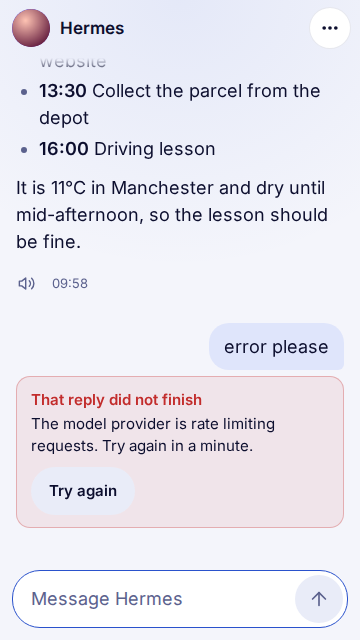 Hermes
website
13:30 Collect the parcel from the
depot
16:00 Driving lesson
It is 11°C in Manchester and dry until
mid-afternoon, so the lesson should
be fine.
09:58
error please
That reply did not finish
The model provider is rate limiting
requests. Try again in a minute.
Try again
Message Hermes